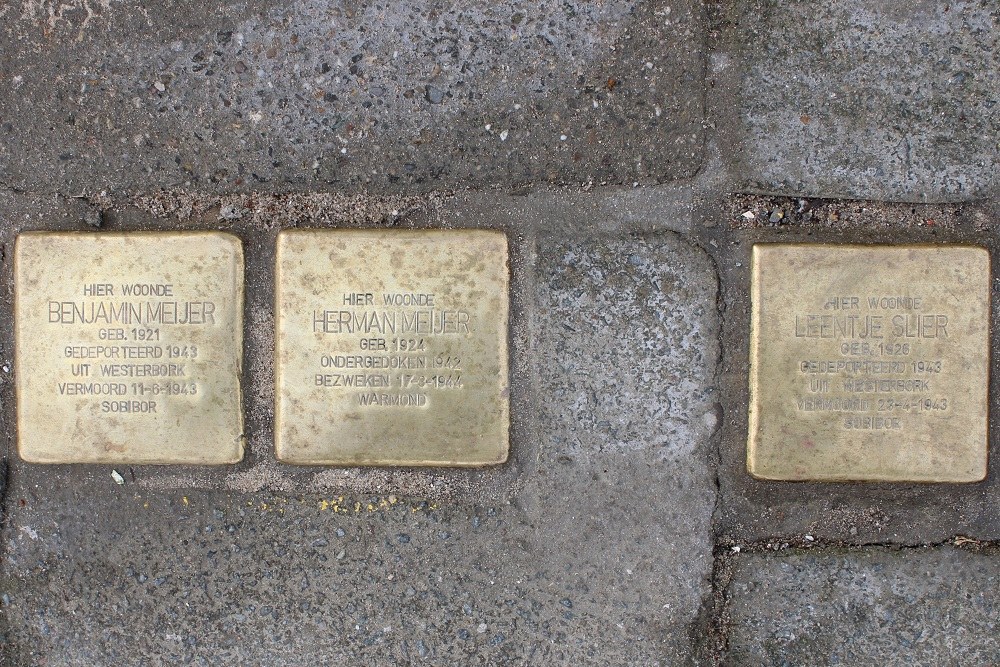 HIER WOONDE
BENJAMIN MEIJER
GEB. 1921
GEDEPORTEERD 1943
UIT WESTERBORK
VERMOORD 11-6-1943
SOBIBOR
HIER WOONDE
HERMAN MEIJER
GEB. 1924
ONDERGEDOKEN 1942
BEZWEKEN 17-3-1944
WARMOND
HIER WOONDE
LEENTJE SLIER
GEB.
GEDEPORTEERD 1943
UIT WESTERBORK
VERMOORD
SOBIBOR